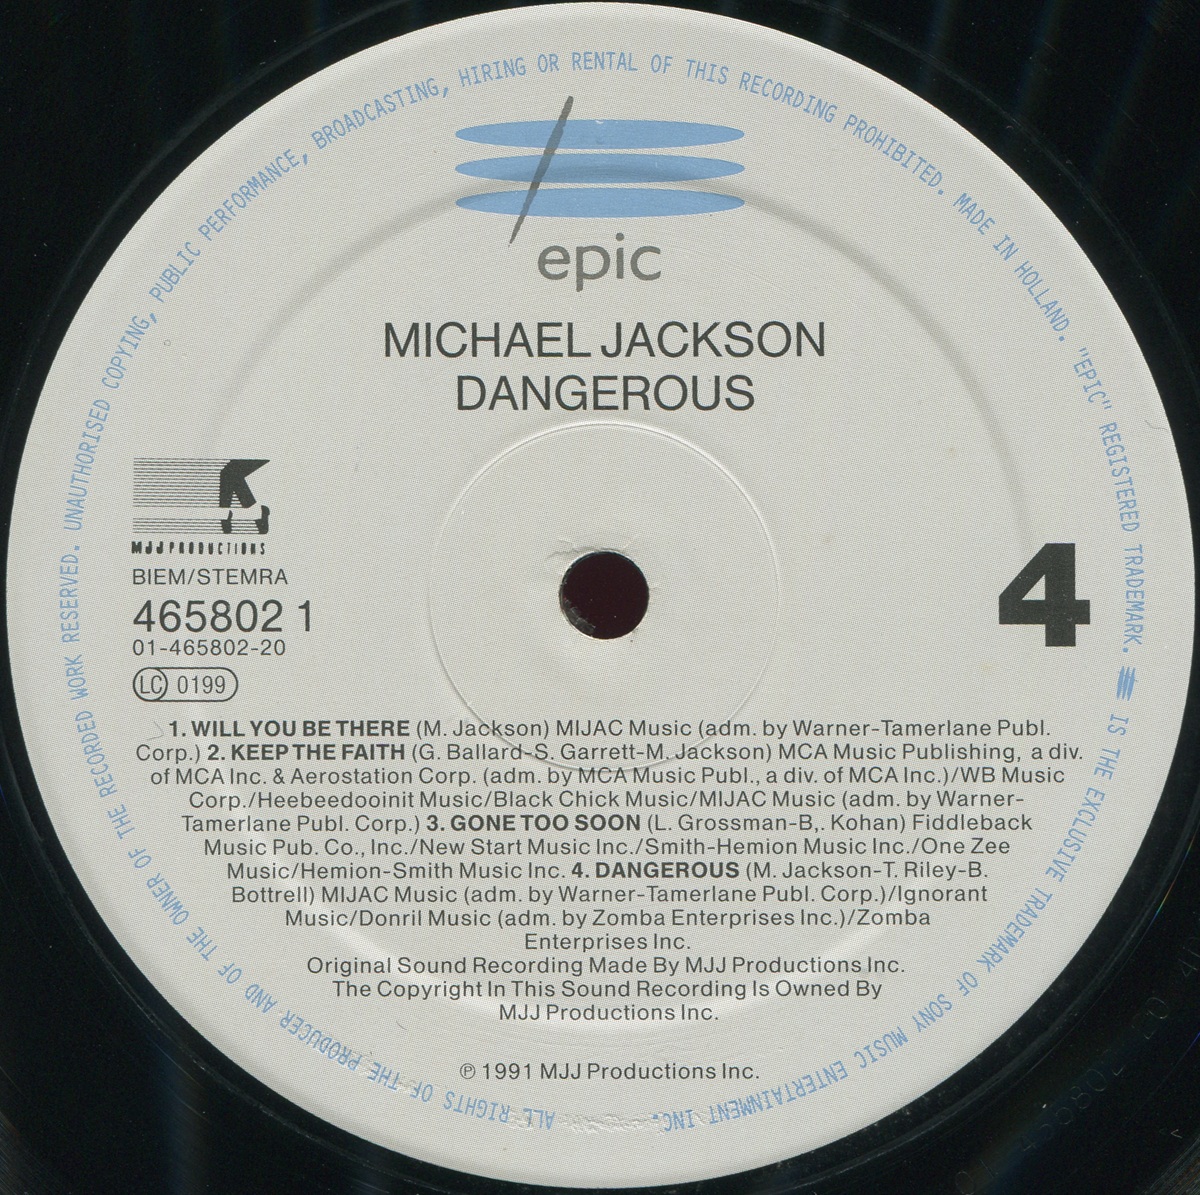 ALL RIGHTS OF THE PRODUCER AND OF THE OWNER OF THE RECORDED WORK RESERVED. UNAUTHORISED COPYING, PUBLIC PERFORMANCE, BROADCASTING, HIRING OR RENTAL OF THIS RECORDING PROHIBITED. MADE IN HOLLAND. "EPIC" REGISTERED TRADEMARK. IS THE EXCLUSIVE TRADEMARK OF SONY MUSIC ENTERTAINMENT INC.
epic
MICHAEL JACKSON
DANGEROUS
MJJ PRODUCTIONS
BIEM/STEMRA
465802 1
01-465802-20
LC 0199
4
1. WILL YOU BE THERE (M. Jackson) MIJAC Music (adm. by Warner-Tamerlane Publ.
Corp.) 2. KEEP THE FAITH (G. Ballard-S. Garrett-M. Jackson) MCA Music Publishing, a div.
of MCA Inc. & Aerostation Corp. (adm. by MCA Music Publ., a div. of MCA Inc.)/WB Music
Corp./Heebeedooinit Music/Black Chick Music/MIJAC Music (adm. by Warner-
Tamerlane Publ. Corp.) 3. GONE TOO SOON (L. Grossman-B,. Kohan) Fiddleback
Music Pub. Co., Inc./New Start Music Inc./Smith-Hemion Music Inc./One Zee
Music/Hemion-Smith Music Inc. 4. DANGEROUS (M. Jackson-T. Riley-B.
Bottrell) MIJAC Music (adm. by Warner-Tamerlane Publ. Corp.)/Ignorant
Music/Donril Music (adm. by Zomba Enterprises Inc.)/Zomba
Enterprises Inc.
Original Sound Recording Made By MJJ Productions Inc.
The Copyright In This Sound Recording Is Owned By
MJJ Productions Inc.
℗ 1991 MJJ Productions Inc.